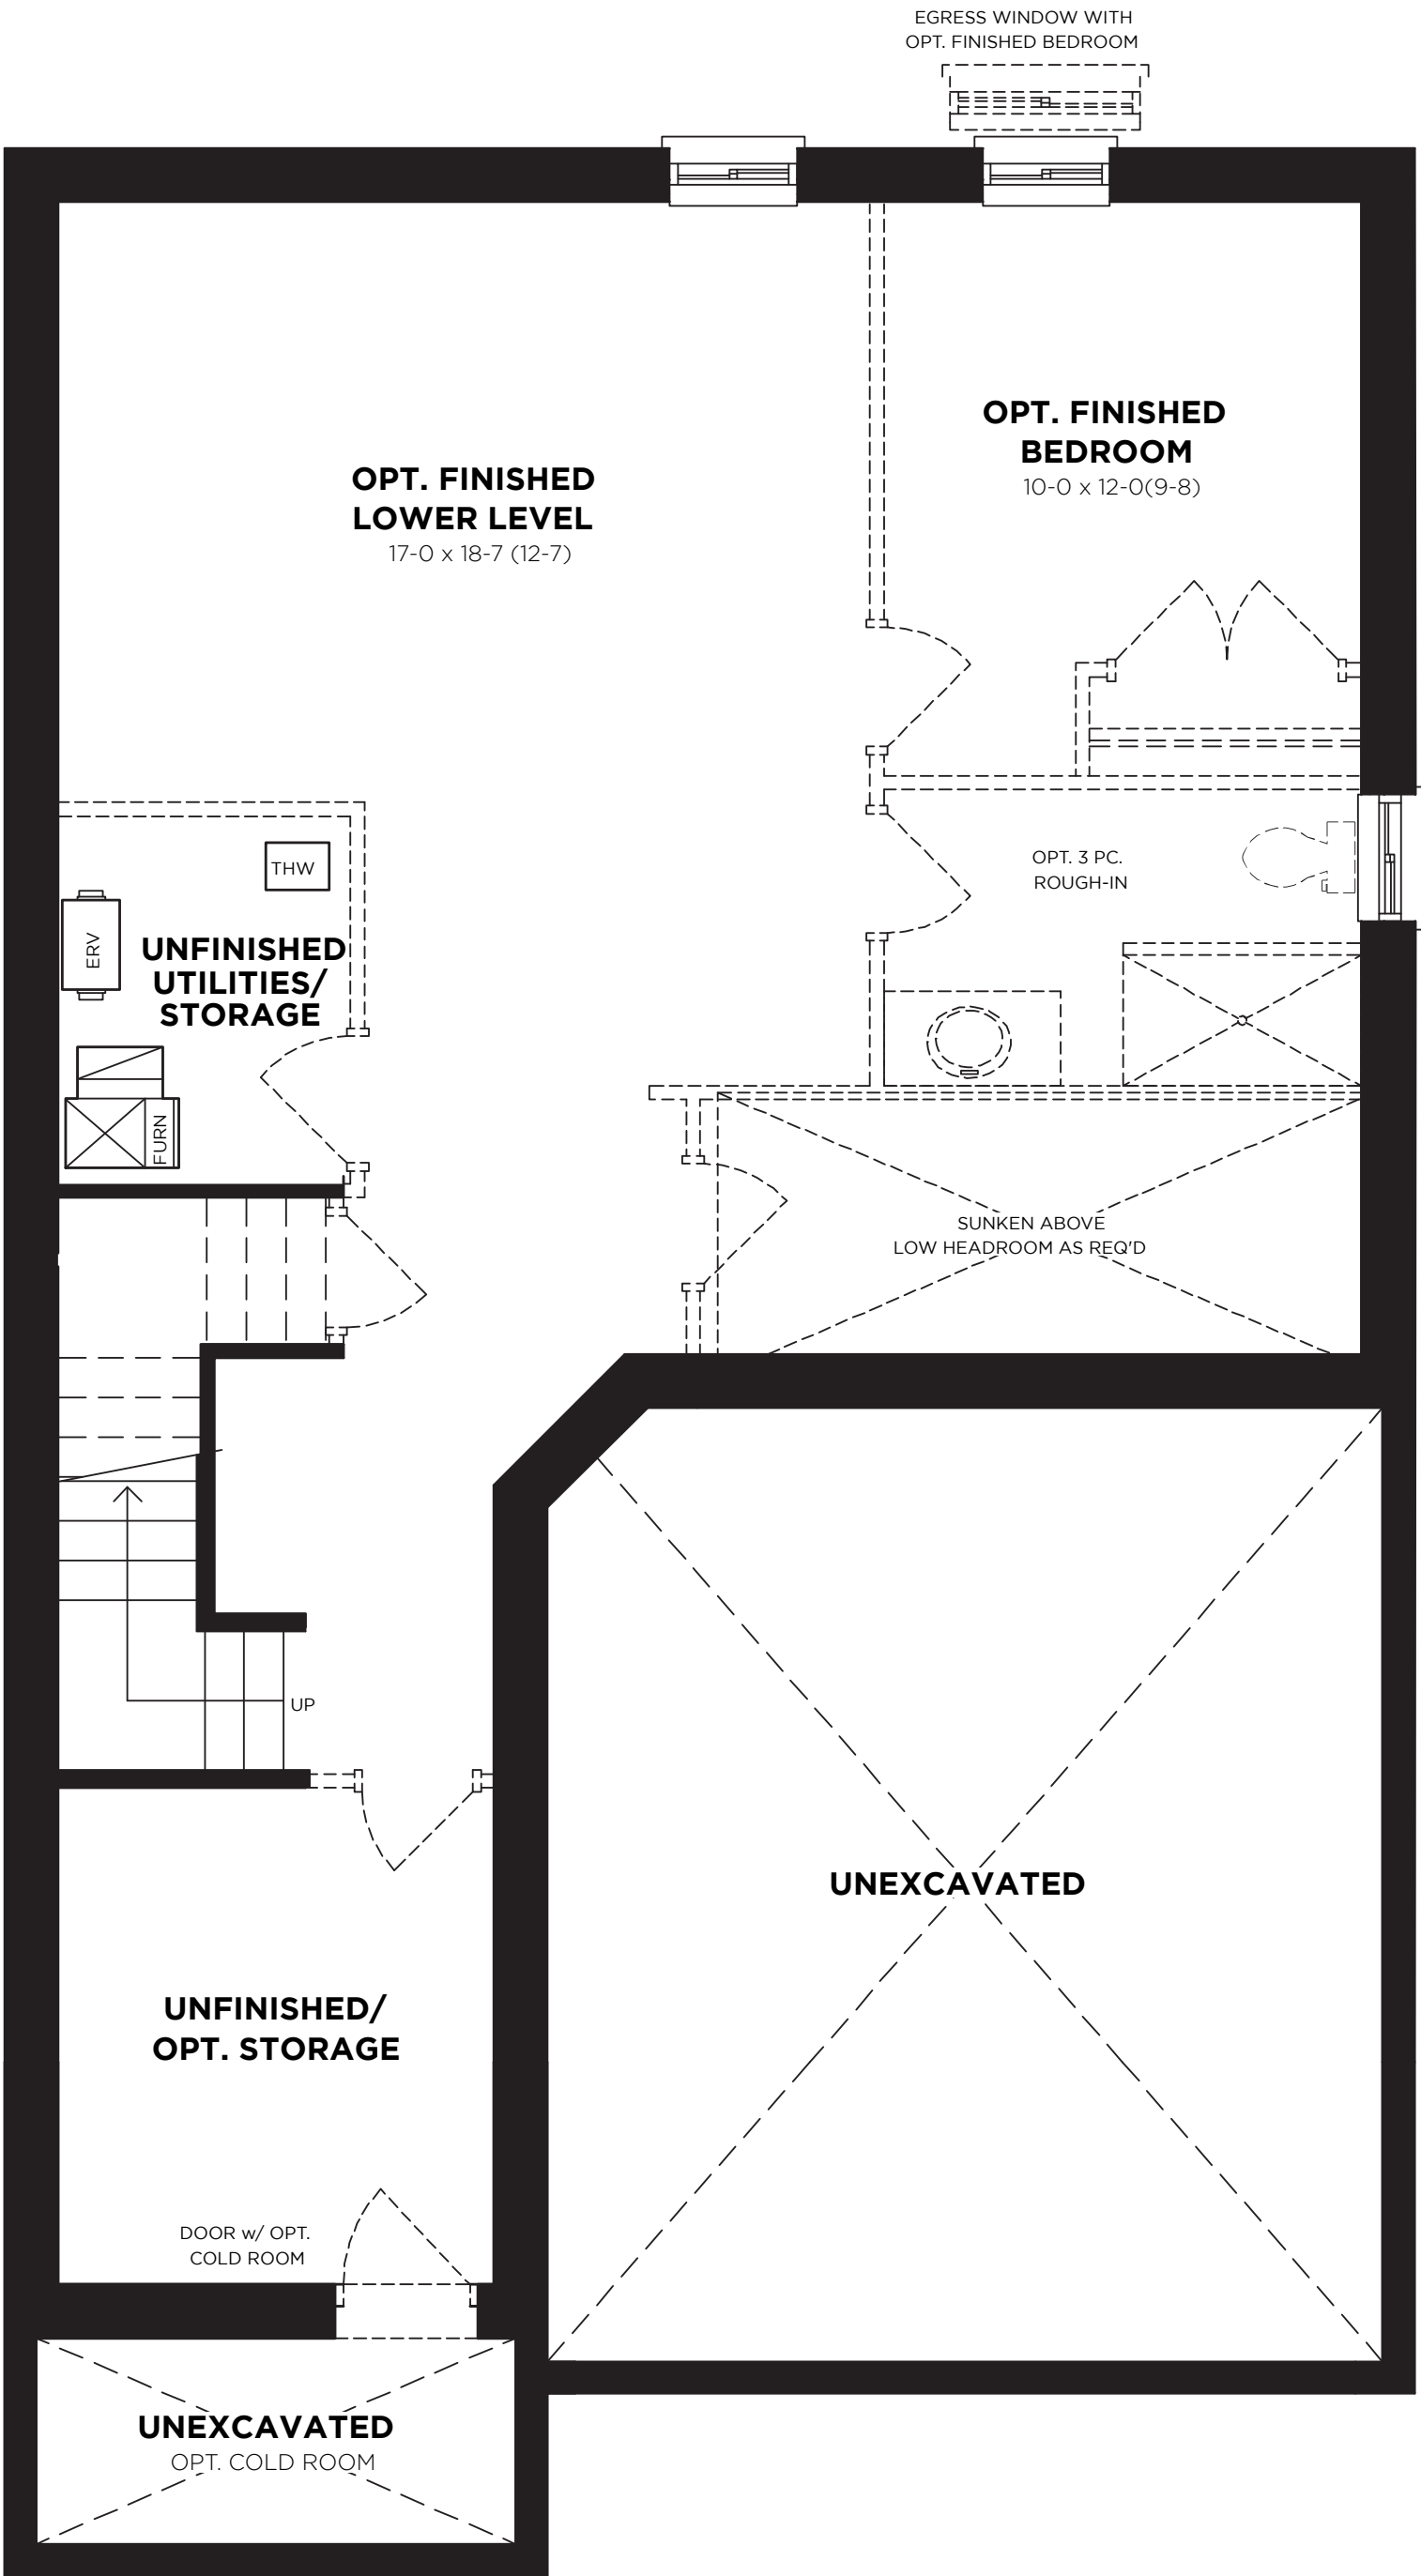 EGRESS WINDOW WITH
OPT. FINISHED BEDROOM
OPT. FINISHED
BEDROOM
10-0 x 12-0(9-8)
OPT. FINISHED
LOWER LEVEL
17-0 x 18-7 (12-7)
OPT. 3 PC.
ROUGH-IN
THW
ERV
UNFINISHED
UTILITIES/
STORAGE
FURN
SUNKEN ABOVE
LOW HEADROOM AS REQ'D
UP
UNEXCAVATED
UNFINISHED/
OPT. STORAGE
DOOR w/ OPT.
COLD ROOM
UNEXCAVATED
OPT. COLD ROOM